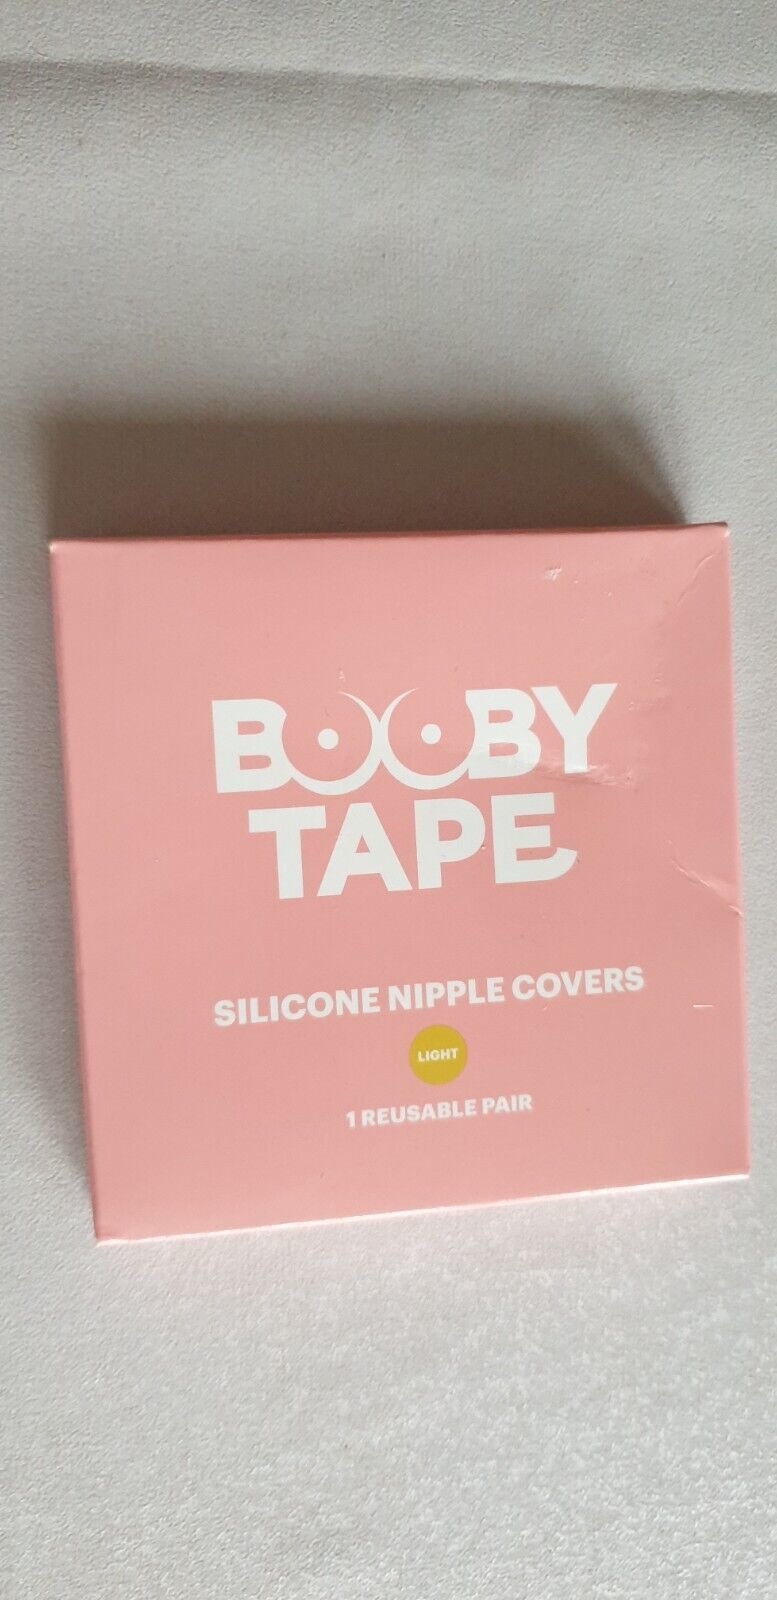 BOOBY
TAPE
SILICONE NIPPLE COVERS
LIGHT
1 REUSABLE PAIR